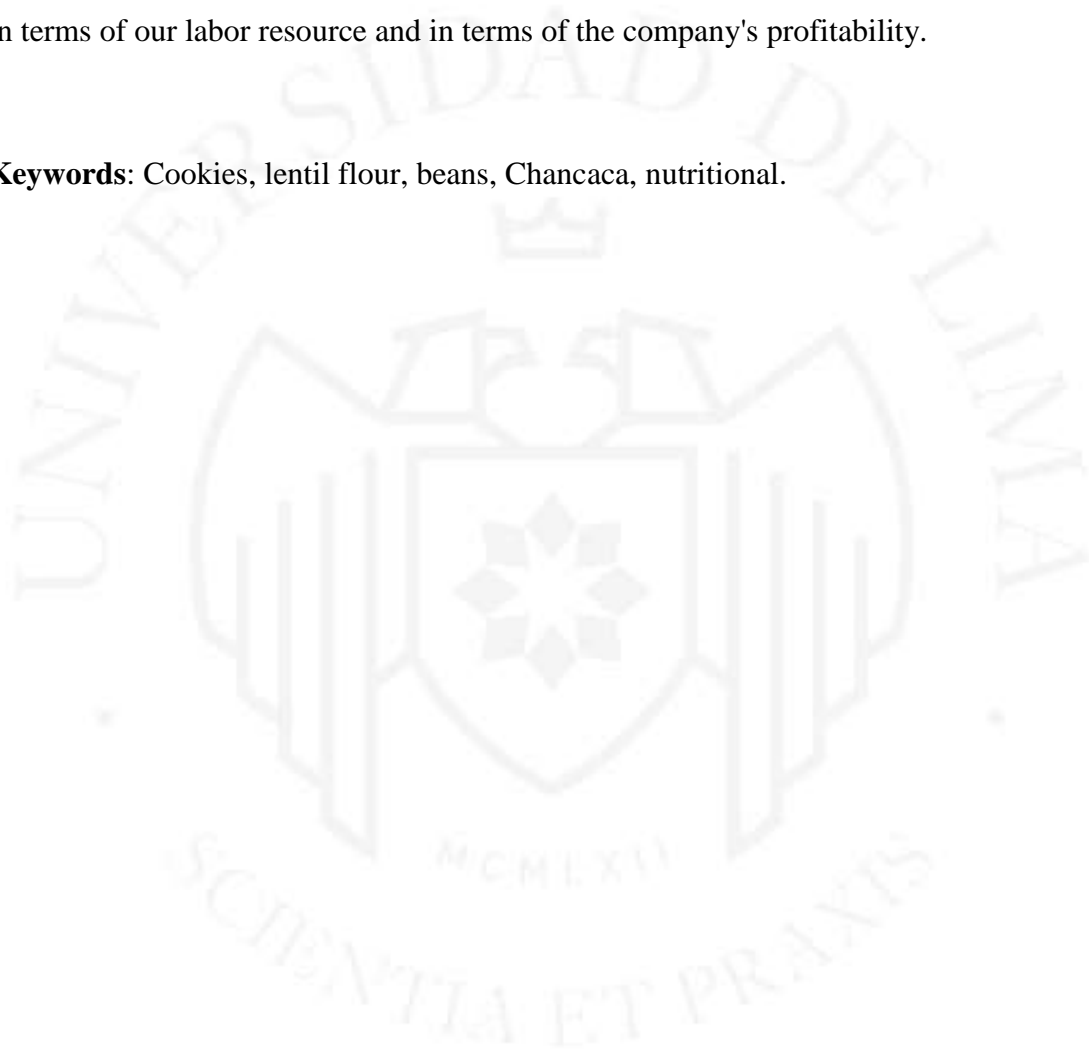 n terms of our labor resource and in terms of the company's profitability.
Keywords: Cookies, lentil flour, beans, Chancaca, nutritional.
UNIVERSIDAD DE LIMA
MCMLXII
SCIENTIA ET PRAXIS